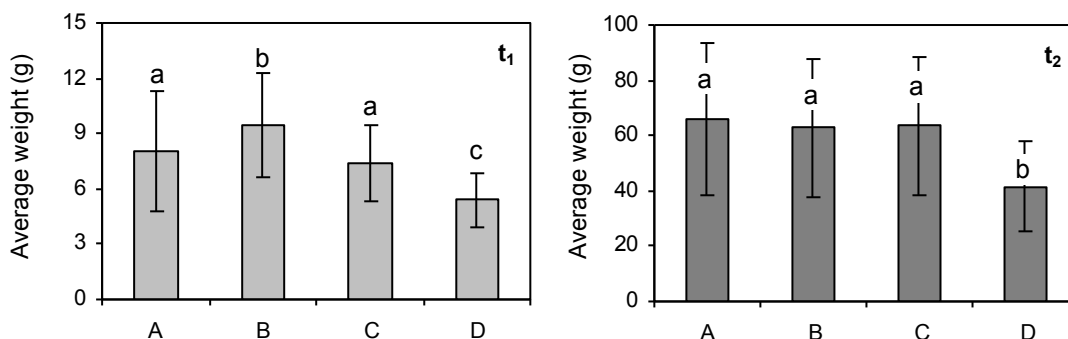 Average weight (g)
15
12
9
6
3
0
t₁
a
b
a
c
A B C D
Average weight (g)
100
80
60
40
20
0
t₂
a
a
a
b
A B C D